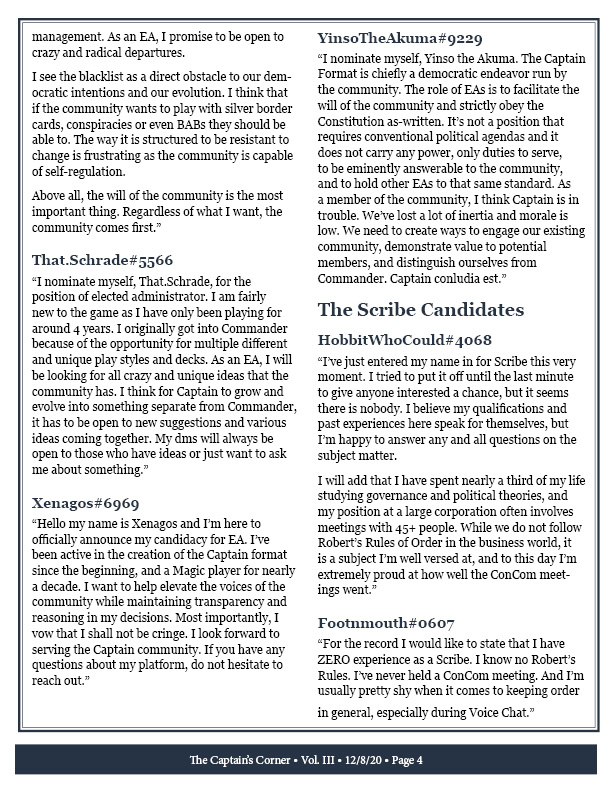 management. As an EA, I promise to be open to
crazy and radical departures.
I see the blacklist as a direct obstacle to our dem-
ocratic intentions and our evolution. I think that
if the community wants to play with silver border
cards, conspiracies or even BABs they should be
able to. The way it is structured to be resistant to
change is frustrating as the community is capable
of self-regulation.
Above all, the will of the community is the most
important thing. Regardless of what I want, the
community comes first.”
That.Schrade#5566
“I nominate myself, That.Schrade, for the
position of elected administrator. I am fairly
new to the game as I have only been playing for
around 4 years. I originally got into Commander
because of the opportunity for multiple different
and unique play styles and decks. As an EA, I will
be looking for all crazy and unique ideas that the
community has. I think for Captain to grow and
evolve into something separate from Commander,
it has to be open to new suggestions and various
ideas coming together. My dms will always be
open to those who have ideas or just want to ask
me about something.”
Xenagos#6969
“Hello my name is Xenagos and I’m here to
officially announce my candidacy for EA. I’ve
been active in the creation of the Captain format
since the beginning, and a Magic player for nearly
a decade. I want to help elevate the voices of the
community while maintaining transparency and
reasoning in my decisions. Most importantly, I
vow that I shall not be cringe. I look forward to
serving the Captain community. If you have any
questions about my platform, do not hesitate to
reach out.”
YinsoTheAkuma#9229
“I nominate myself, Yinso the Akuma. The Captain
Format is chiefly a democratic endeavor run by
the community. The role of EAs is to facilitate the
will of the community and strictly obey the
Constitution as-written. It’s not a position that
requires conventional political agendas and it
does not carry any power, only duties to serve,
to be eminently answerable to the community,
and to hold other EAs to that same standard. As
a member of the community, I think Captain is in
trouble. We’ve lost a lot of inertia and morale is
low. We need to create ways to engage our existing
community, demonstrate value to potential
members, and distinguish ourselves from
Commander. Captain conludia est.”
The Scribe Candidates
HobbitWhoCould#4068
“I’ve just entered my name in for Scribe this very
moment. I tried to put it off until the last minute
to give anyone interested a chance, but it seems
there is nobody. I believe my qualifications and
past experiences here speak for themselves, but
I’m happy to answer any and all questions on the
subject matter.
I will add that I have spent nearly a third of my life
studying governance and political theories, and
my position at a large corporation often involves
meetings with 45+ people. While we do not follow
Robert’s Rules of Order in the business world, it
is a subject I’m well versed at, and to this day I’m
extremely proud at how well the ConCom meet-
ings went.”
Footnmouth#0607
“For the record I would like to state that I have
ZERO experience as a Scribe. I know no Robert’s
Rules. I’ve never held a ConCom meeting. And I’m
usually pretty shy when it comes to keeping order
in general, especially during Voice Chat.”
The Captain’s Corner • Vol. III • 12/8/20 • Page 4